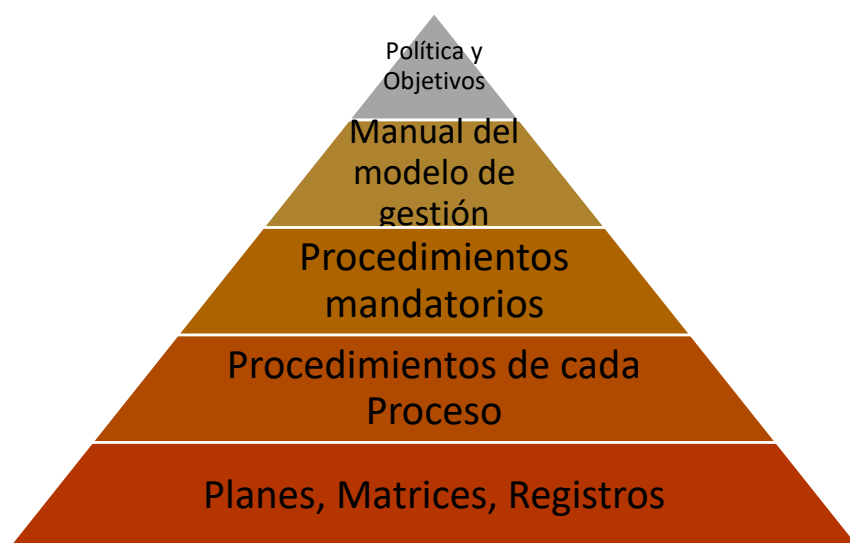 Política y
Objetivos
Manual del
modelo de
gestión
Procedimientos
mandatorios
Procedimientos de cada
Proceso
Planes, Matrices, Registros